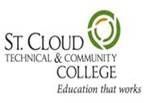 ST. CLOUD
TECHNICAL & COMMUNITY
COLLEGE
Education that works